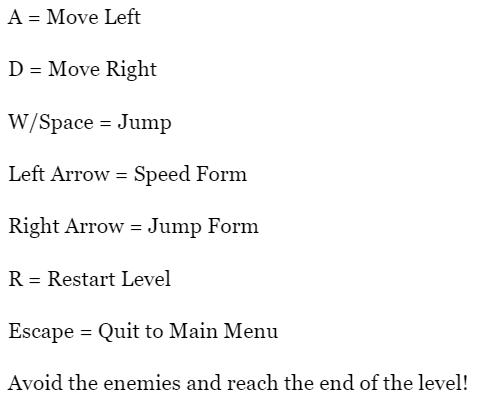 A = Move Left
D = Move Right
W/Space = Jump
Left Arrow = Speed Form
Right Arrow = Jump Form
R = Restart Level
Escape = Quit to Main Menu
Avoid the enemies and reach the end of the level!